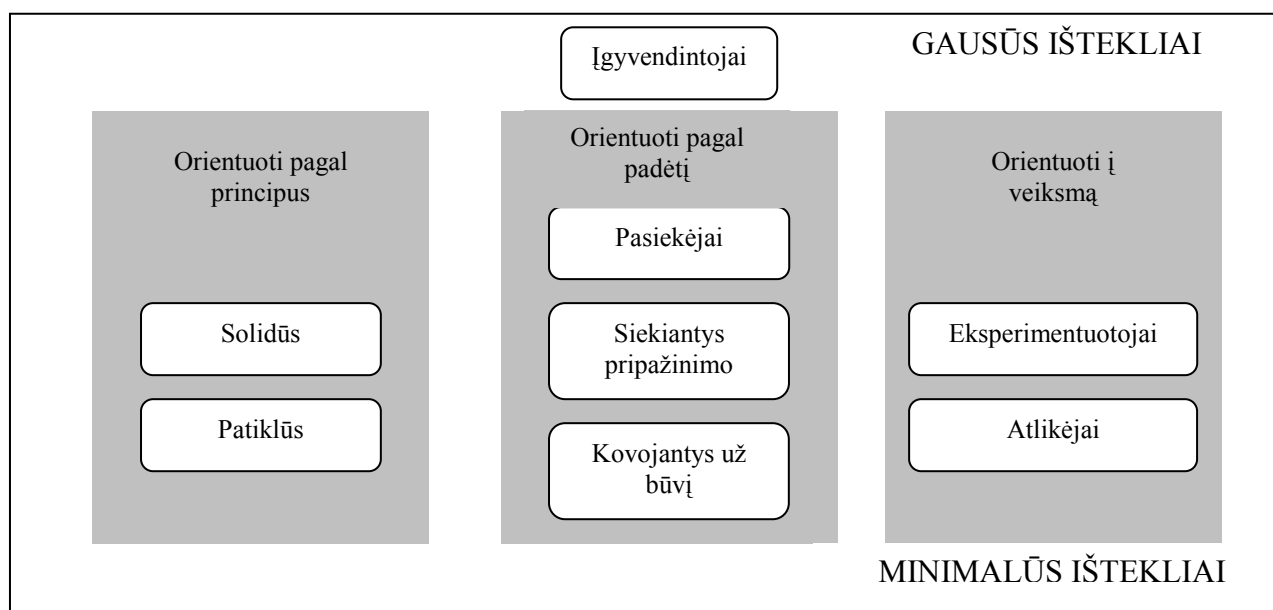 GAUSŪS IŠTEKLIAI
Įgyvendintojai
Orientuoti pagal
principus
Solidūs
Patiklūs
Orientuoti pagal
padėtį
Pasiekėjai
Siekiantys
pripažinimo
Kovojantys už
būvį
Orientuoti į
veiksmą
Eksperimentuotojai
Atlikėjai
MINIMALŪS IŠTEKLIAI